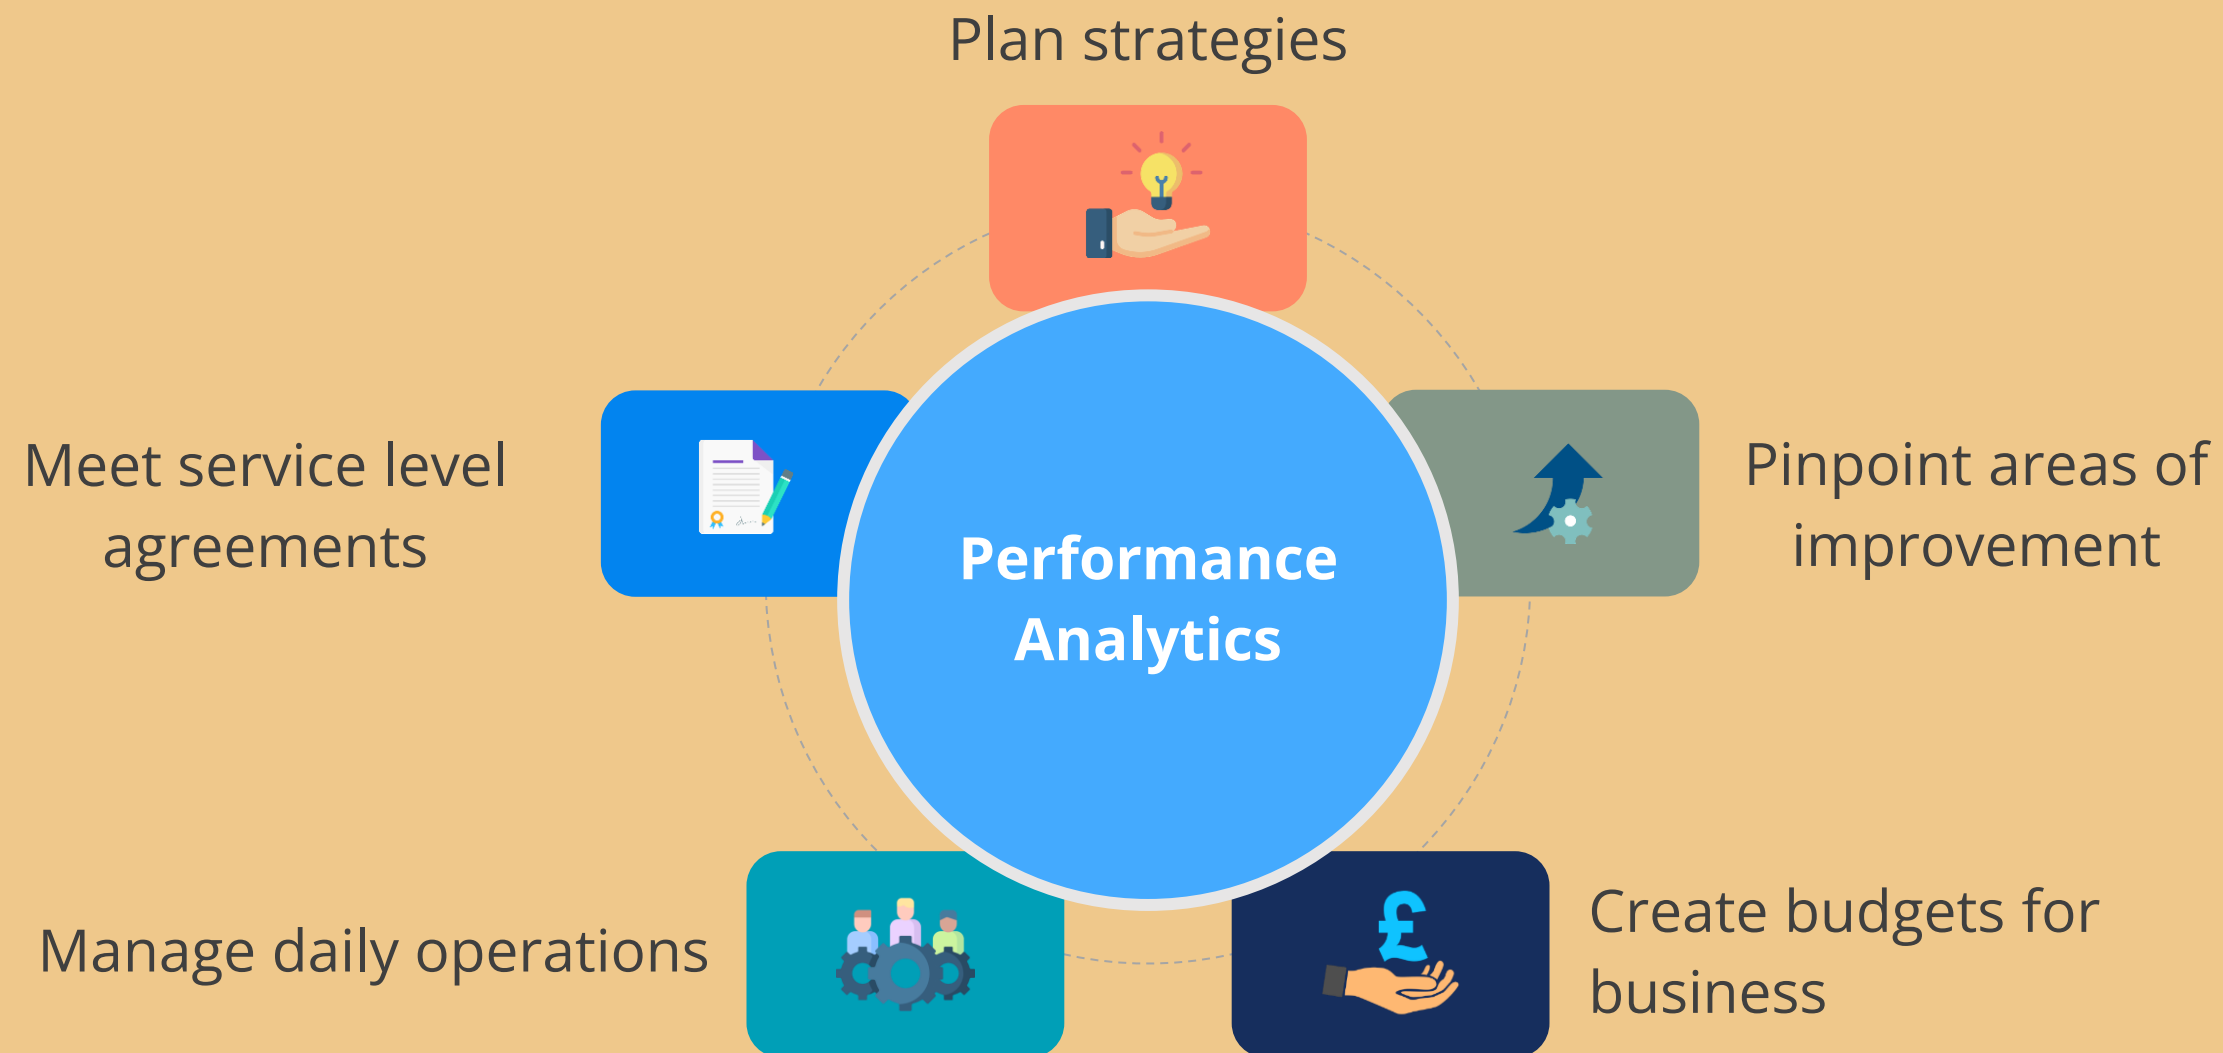 Plan strategies
Meet service level
agreements
Performance
Analytics
Pinpoint areas of
improvement
Manage daily operations
£
Create budgets for
business